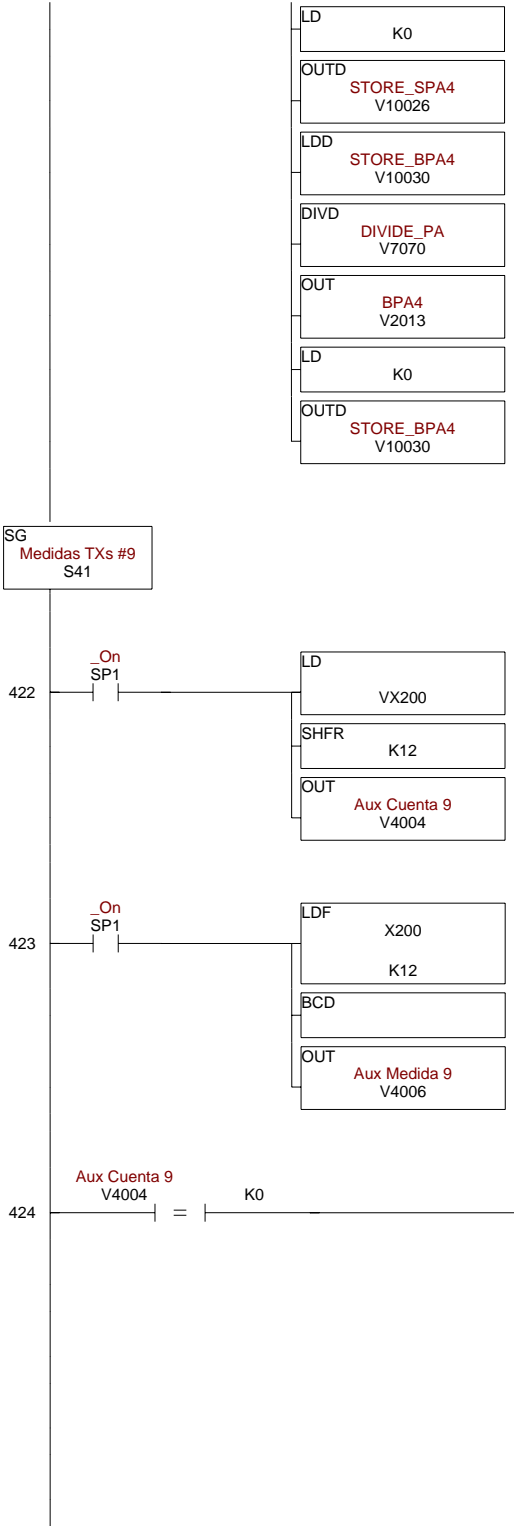 LD
K0
OUTD
STORE_SPA4
V10026
LDD
STORE_BPA4
V10030
DIVD
DIVIDE_PA
V7070
OUT
BPA4
V2013
LD
K0
OUTD
STORE_BPA4
V10030
SG
Medidas TXs #9
S41
422
_On
SP1
LD
VX200
SHFR
K12
OUT
Aux Cuenta 9
V4004
423
_On
SP1
LDF
X200
K12
BCD
OUT
Aux Medida 9
V4006
424
Aux Cuenta 9
V4004 = K0